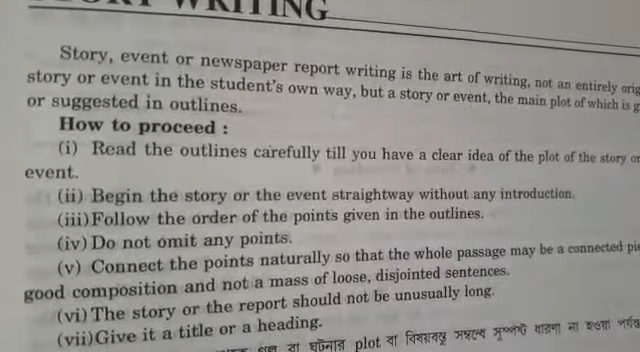 WRITING
Story, event or newspaper report writing is the art of writing, not an entirely
story or event in the student's own way, but a story or event, the main plot of which is
or suggested in outlines.
How to proceed :
(i) Read the outlines carefully till you have a clear idea of the plot of the story or
event.
(ii) Begin the story or the event straightway without any introduction.
(iii)Follow the order of the points given in the outlines.
(iv)Do not omit any points.
(v) Connect the points naturally so that the whole passage may be a connected
good composition and not a mass of loose, disjointed sentences.
(vi)The story or the report should not be unusually long.
(vii)Give it a title or a heading.
গল্প বা ঘটনার plot বা বিষয়বস্তু সম্বন্ধে সুস্পষ্ট ধারণা না হওয়া পর্যন্ত